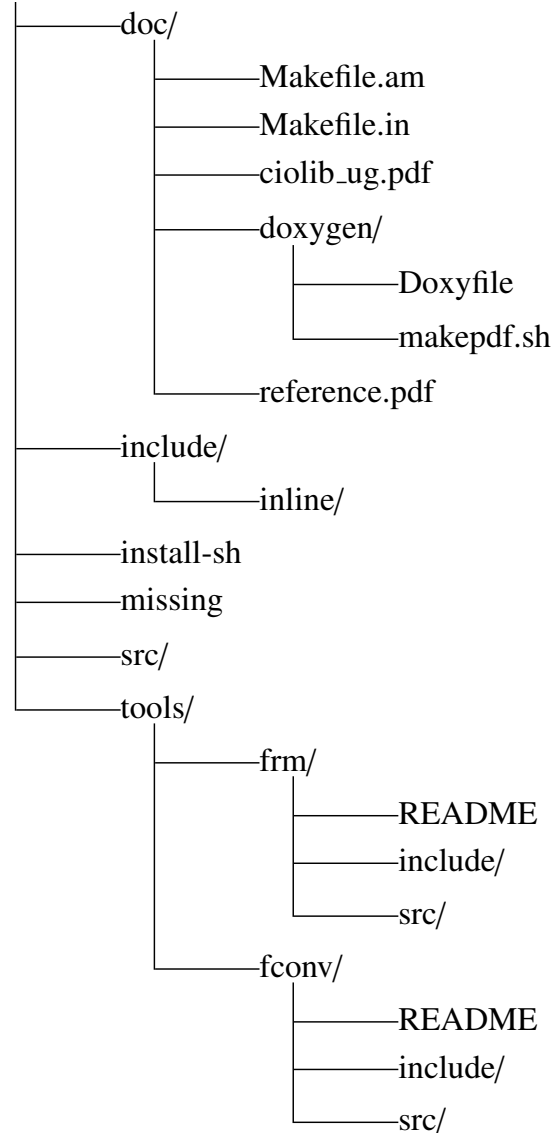 doc/
Makefile.am
Makefile.in
ciolib_ug.pdf
doxygen/
Doxyfile
makepdf.sh
reference.pdf
include/
inline/
install-sh
missing
src/
tools/
frm/
README
include/
src/
fconv/
README
include/
src/